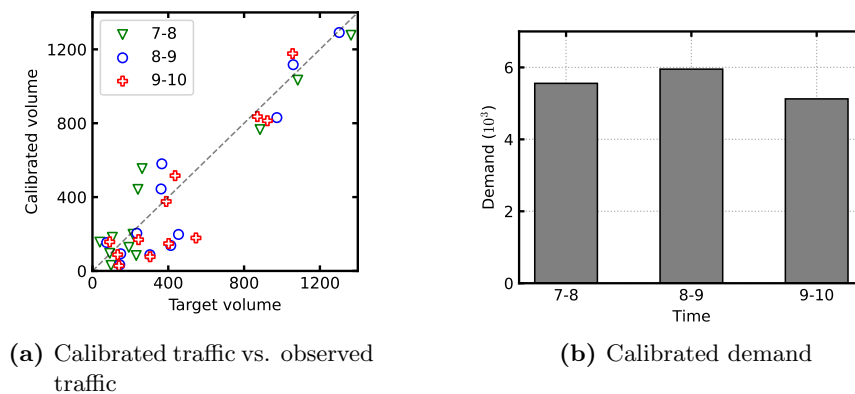 7-8
8-9
9-10
1200
800
400
0
Calibrated volume
0 400 800 1200
Target volume
(a) Calibrated traffic vs. observed
traffic
6
4
2
0
Demand (10³)
7-8 8-9 9-10
Time
(b) Calibrated demand